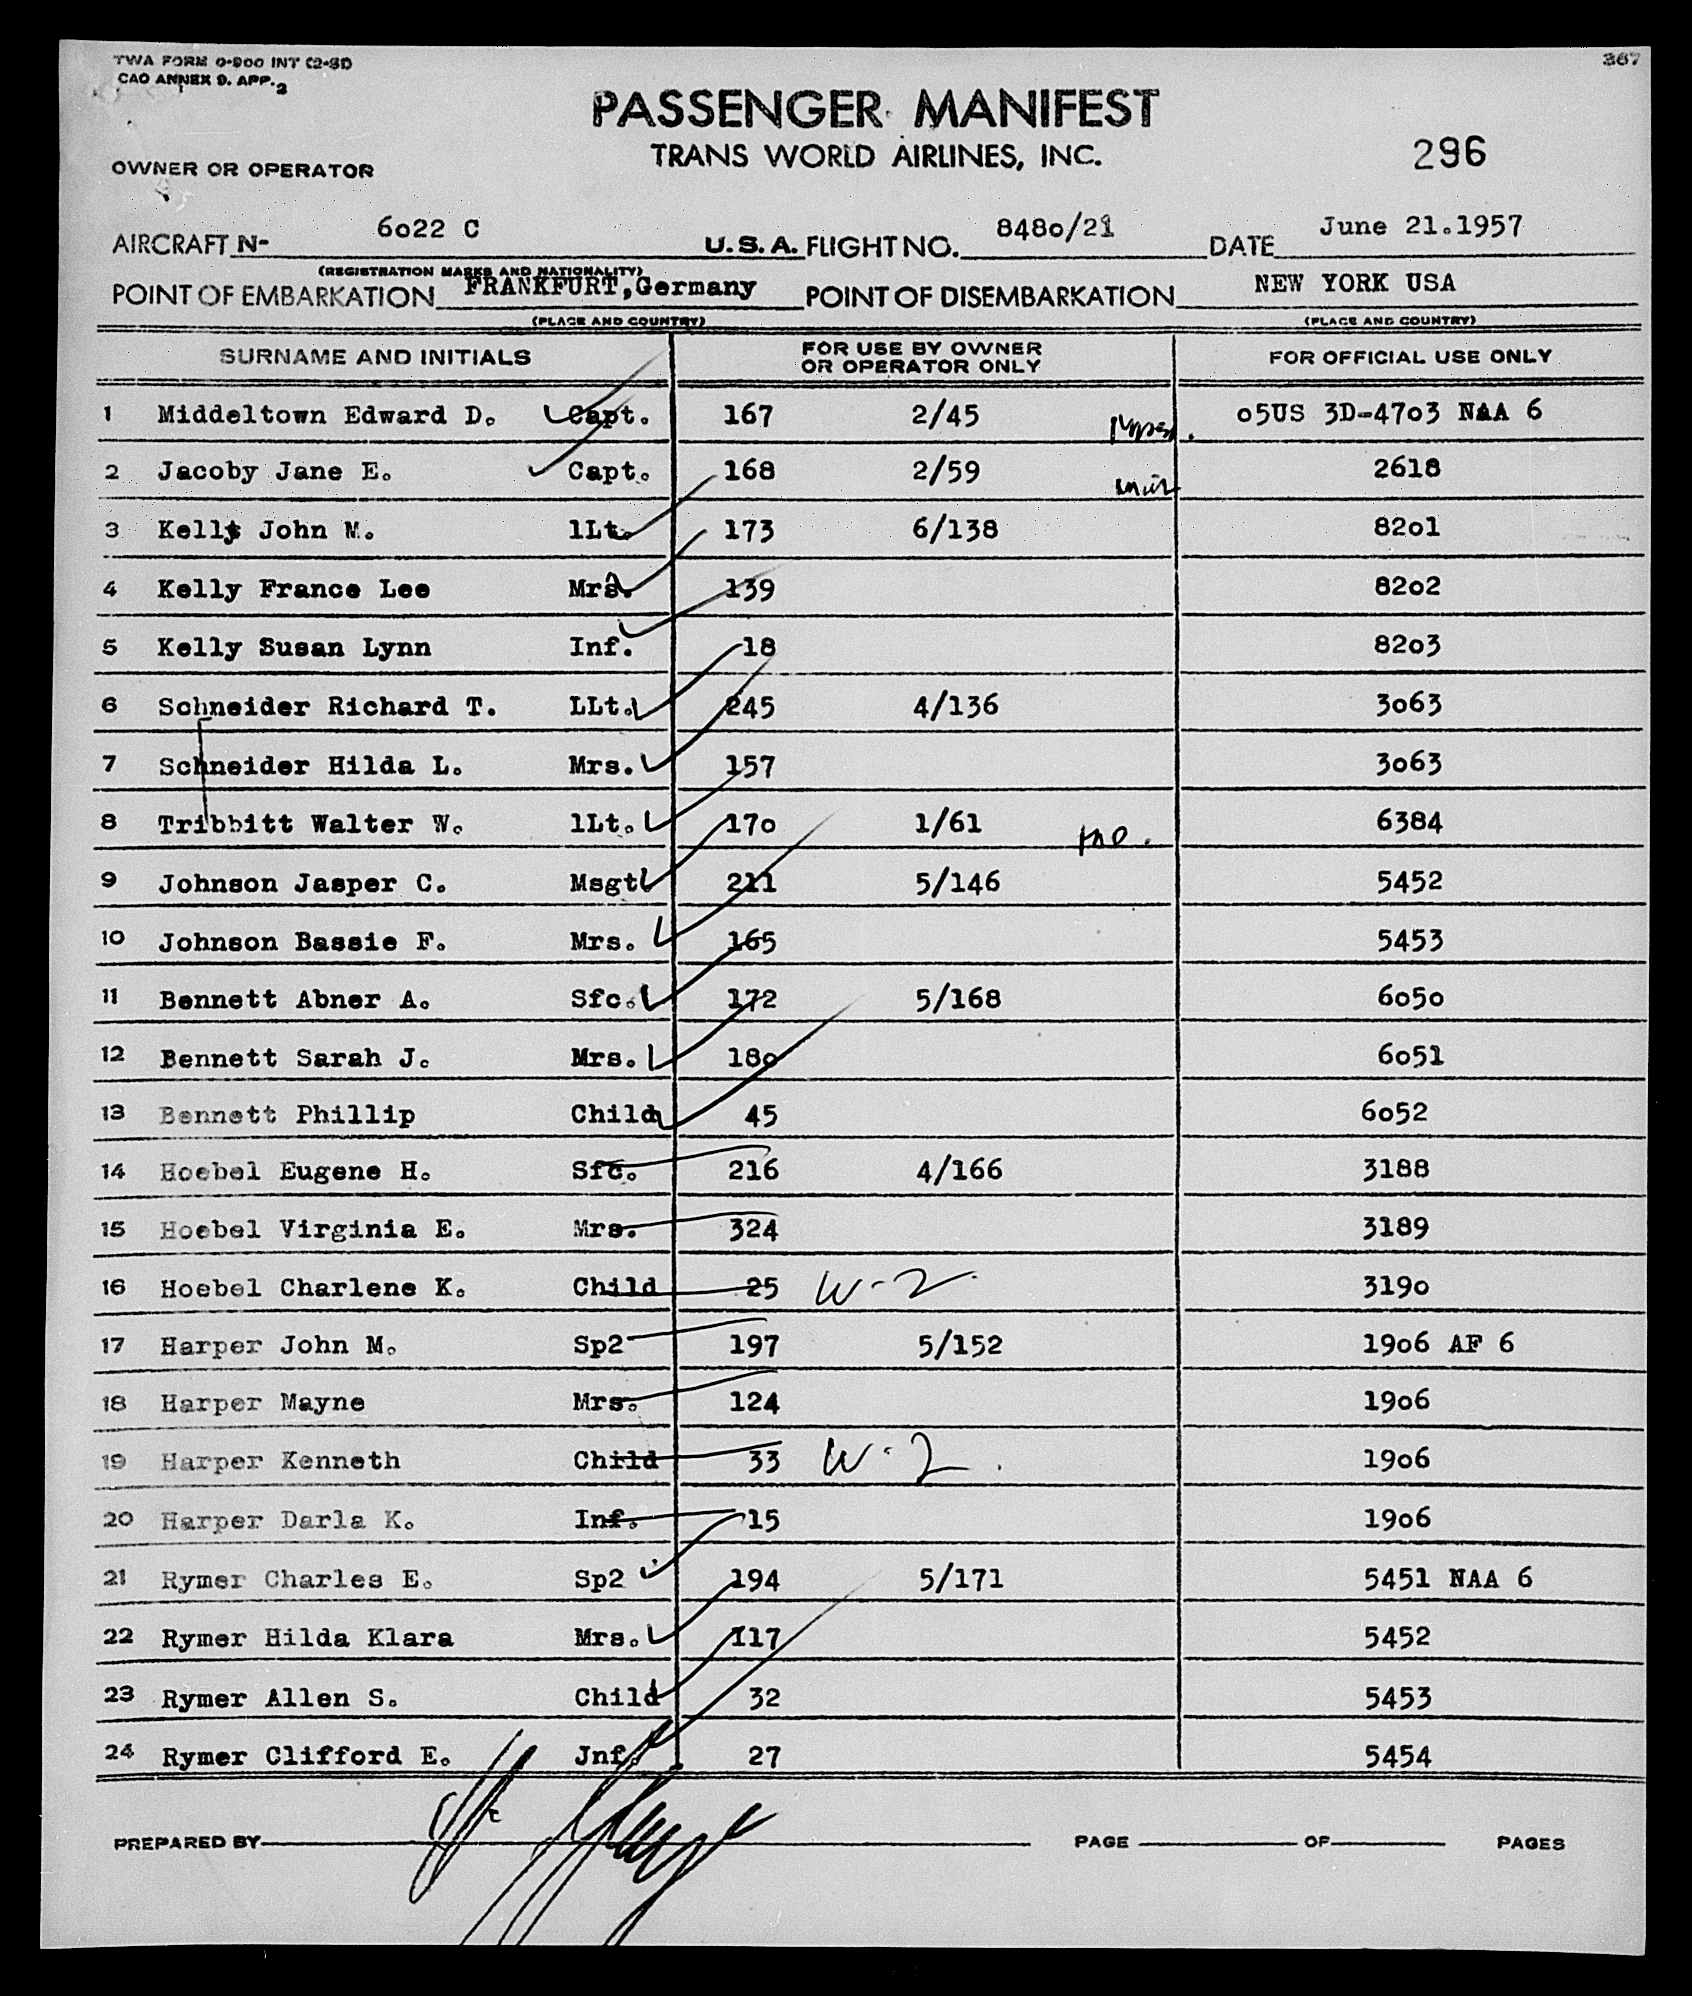 TWA FORM O-900 INT (2-51)
CAO ANNEX 9. APP. 2
367
PASSENGER MANIFEST
TRANS WORLD AIRLINES, INC.
296
OWNER OR OPERATOR
AIRCRAFT N- 6022 C U.S.A. FLIGHT NO. 8480/21 DATE June 21.1957
(REGISTRATION MARKS AND NATIONALITY)
POINT OF EMBARKATION FRANKFURT,Germany POINT OF DISEMBARKATION NEW YORK USA
(PLACE AND COUNTRY) (PLACE AND COUNTRY)
SURNAME AND INITIALS FOR USE BY OWNER OR OPERATOR ONLY FOR OFFICIAL USE ONLY
1 Middeltown Edward D. Capt. 167 2/45 05US 3D-4703 NAA 6
2 Jacoby Jane E. Capt. 168 2/59 2618
3 Kelly John M. 1Lt. 173 6/138 8201
4 Kelly France Lee Mrs. 139 8202
5 Kelly Susan Lynn Inf. 18 8203
6 Schneider Richard T. LLt. 245 4/136 3063
7 Schneider Hilda L. Mrs. 157 3063
8 Tribbitt Walter W. 1Lt. 170 1/61 6384
9 Johnson Jasper C. Msgt 211 5/146 5452
10 Johnson Bassie F. Mrs. 165 5453
11 Bennett Abner A. Sfc. 172 5/168 6050
12 Bennett Sarah J. Mrs. 180 6051
13 Bennett Phillip Child 45 6052
14 Hoebel Eugene H. Sfc. 216 4/166 3188
15 Hoebel Virginia E. Mrs. 324 3189
16 Hoebel Charlene K. Child 25 W-2 3190
17 Harper John M. Sp2 197 5/152 1906 AF 6
18 Harper Mayne Mrs. 124 1906
19 Harper Kenneth Child 33 W-2 1906
20 Harper Darla K. Inf. 15 1906
21 Rymer Charles E. Sp2 194 5/171 5451 NAA 6
22 Rymer Hilda Klara Mrs. 117 5452
23 Rymer Allen S. Child 32 5453
24 Rymer Clifford E. Jnf. 27 5454
PREPARED BY PAGE OF PAGES